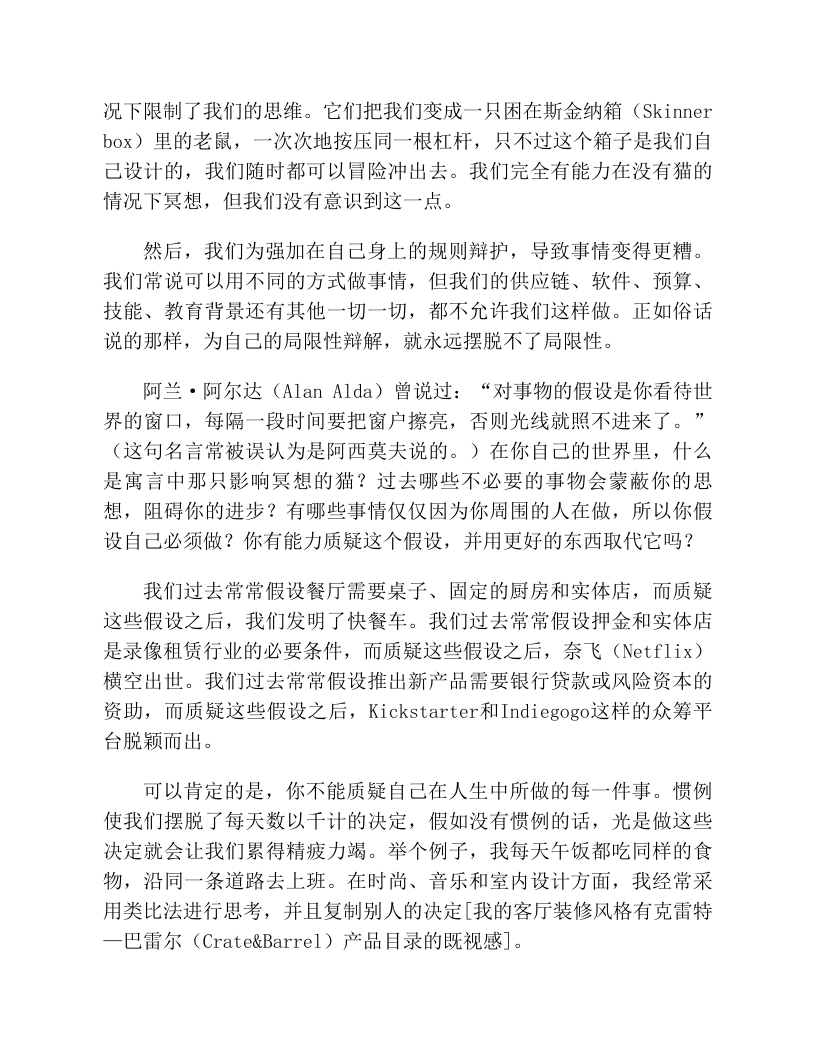 况下限制了我们的思维。它们把我们变成一只困在斯金纳箱（Skinner
box）里的老鼠，一次次地按压同一根杠杆，只不过这个箱子是我们自
己设计的，我们随时都可以冒险冲出去。我们完全有能力在没有猫的
情况下冥想，但我们没有意识到这一点。
然后，我们为强加在自己身上的规则辩护，导致事情变得更糟。
我们常说可以用不同的方式做事情，但我们的供应链、软件、预算、
技能、教育背景还有其他一切一切，都不允许我们这样做。正如俗话
说的那样，为自己的局限性辩解，就永远摆脱不了局限性。
阿兰·阿尔达（Alan Alda）曾说过：“对事物的假设是你看待世
界的窗口，每隔一段时间要把窗户擦亮，否则光线就照不进来了。”
（这句名言常被误认为是阿西莫夫说的。）在你自己的世界里，什么
是寓言中那只影响冥想的猫？过去哪些不必要的事物会蒙蔽你的思
想，阻碍你的进步？有哪些事情仅仅因为你周围的人在做，所以你假
设自己必须做？你有能力质疑这个假设，并用更好的东西取代它吗？
我们过去常常假设餐厅需要桌子、固定的厨房和实体店，而质疑
这些假设之后，我们发明了快餐车。我们过去常常假设押金和实体店
是录像租赁行业的必要条件，而质疑这些假设之后，奈飞（Netflix）
横空出世。我们过去常常假设推出新产品需要银行贷款或风险资本的
资助，而质疑这些假设之后，Kickstarter和Indiegogo这样的众筹平
台脱颖而出。
可以肯定的是，你不能质疑自己在人生中所做的每一件事。惯例
使我们摆脱了每天数以千计的决定，假如没有惯例的话，光是做这些
决定就会让我们累得精疲力竭。举个例子，我每天午饭都吃同样的食
物，沿同一条道路去上班。在时尚、音乐和室内设计方面，我经常采
用类比法进行思考，并且复制别人的决定[我的客厅装修风格有克雷特
—巴雷尔（Crate&Barrel）产品目录的既视感]。